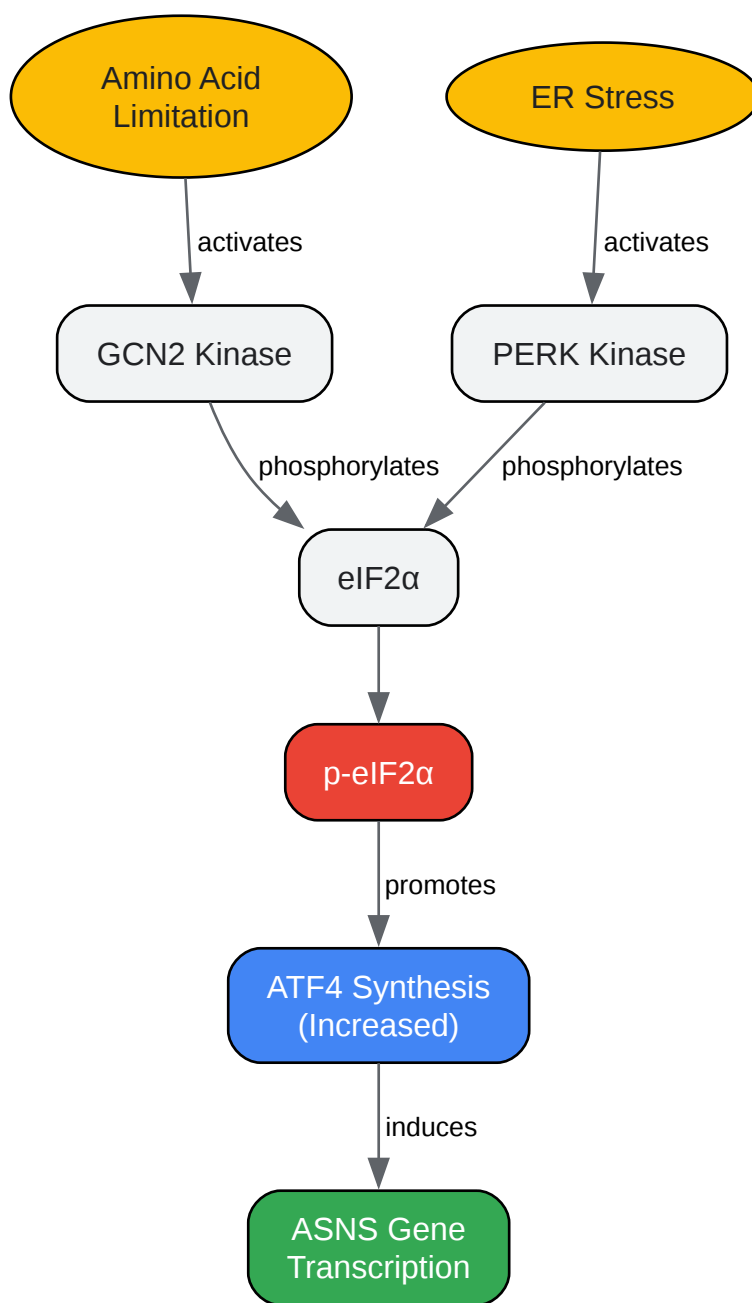 Amino Acid
Limitation
ER Stress
activates
activates
GCN2 Kinase
PERK Kinase
phosphorylates
phosphorylates
eIF2α
p-eIF2α
promotes
ATF4 Synthesis
(Increased)
induces
ASNS Gene
Transcription